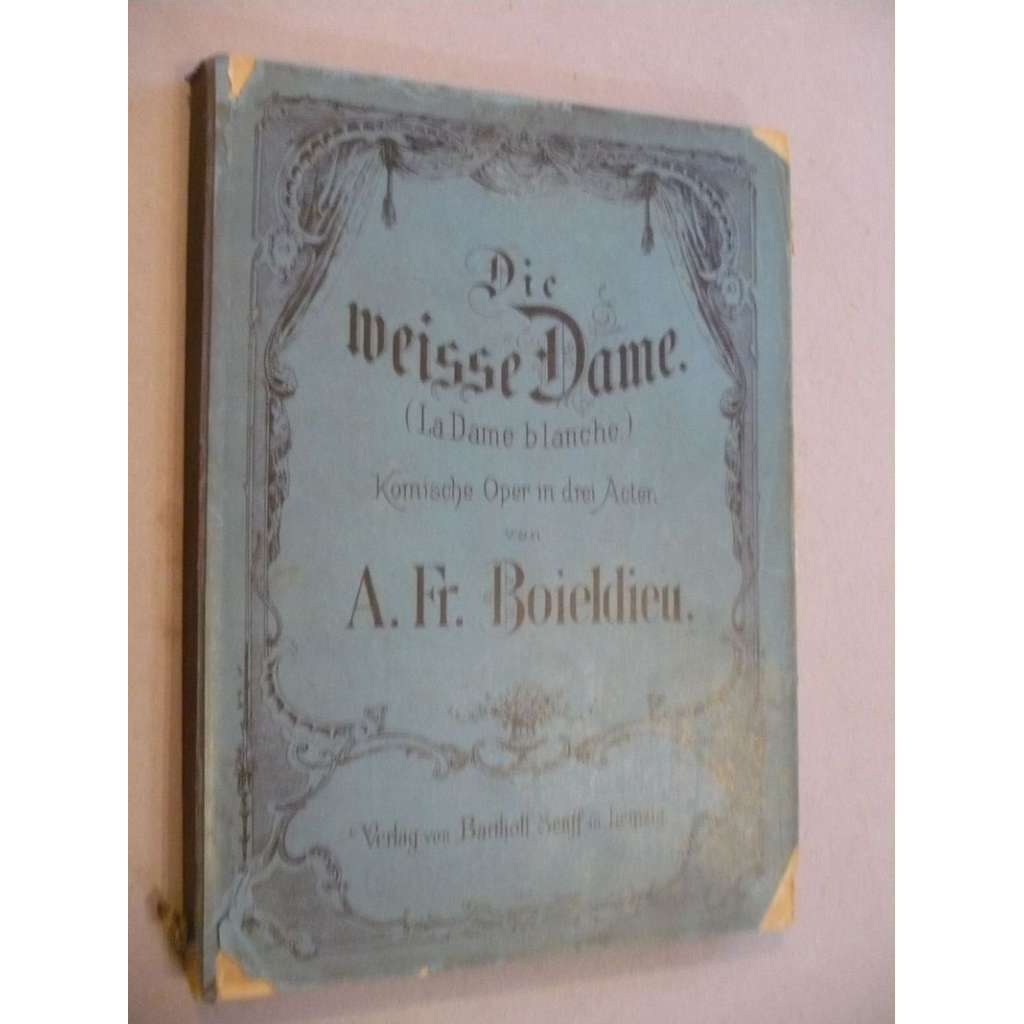 Die
weisse Dame.
(La Dame blanche.)
Komische Oper in drei Acten
von
A. Fr. Boieldieu.
Verlag von Bartholf Senff in Leipzig